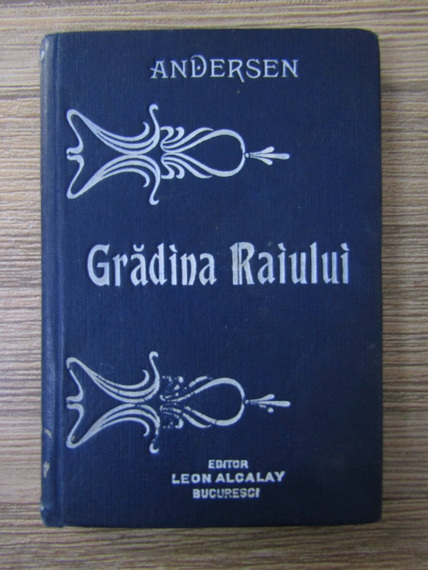 ANDERSEN
Grădina Raiului
EDITOR
LEON ALCALAY
BUCURESCI